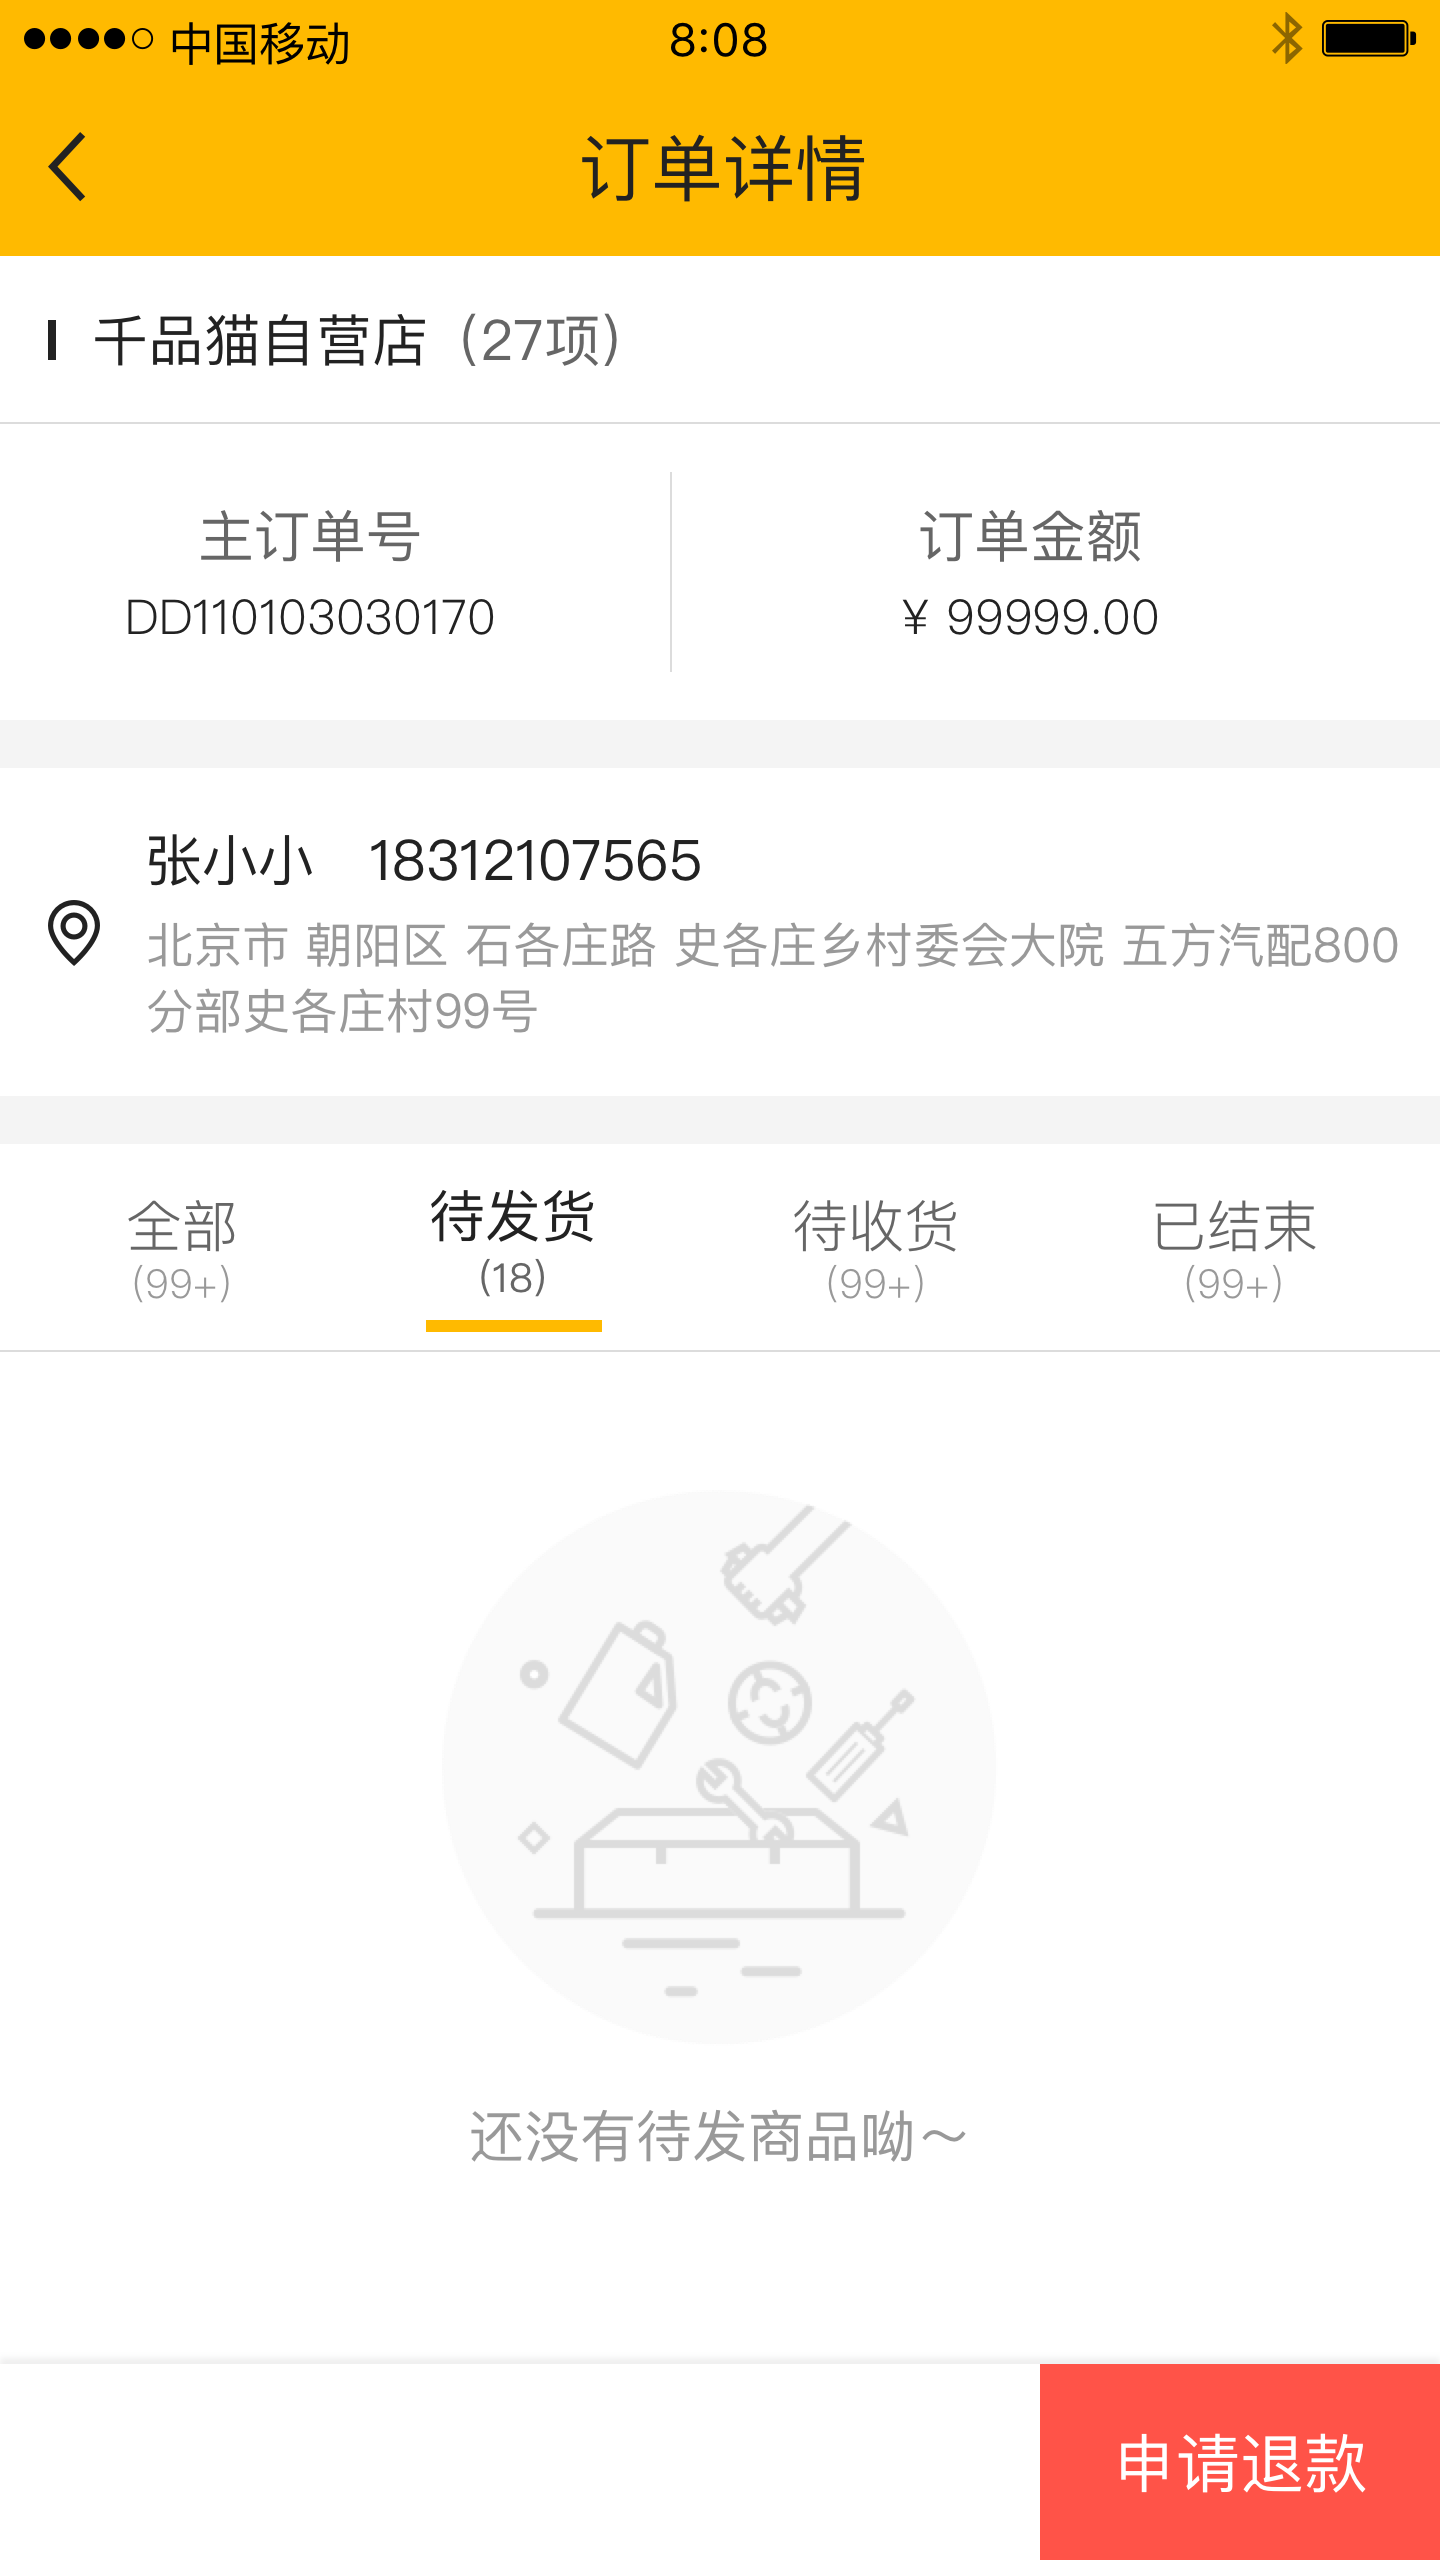 中国移动 8:08
订单详情
千品猫自营店（27项）
主订单号 订单金额
DD110103030170 ¥ 99999.00
张小小 18312107565
北京市 朝阳区 石各庄路 史各庄乡村委会大院 五方汽配800
分部史各庄村99号
全部 待发货 待收货 已结束
(99+) (18) (99+) (99+)
还没有待发商品呦～
申请退款